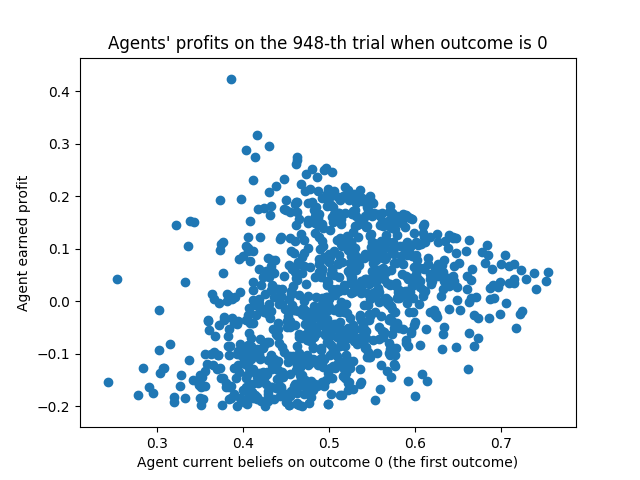 Agents' profits on the 948-th trial when outcome is 0
Agent earned profit
0.4
0.3
0.2
0.1
0.0
−0.1
−0.2
0.3 0.4 0.5 0.6 0.7
Agent current beliefs on outcome 0 (the first outcome)